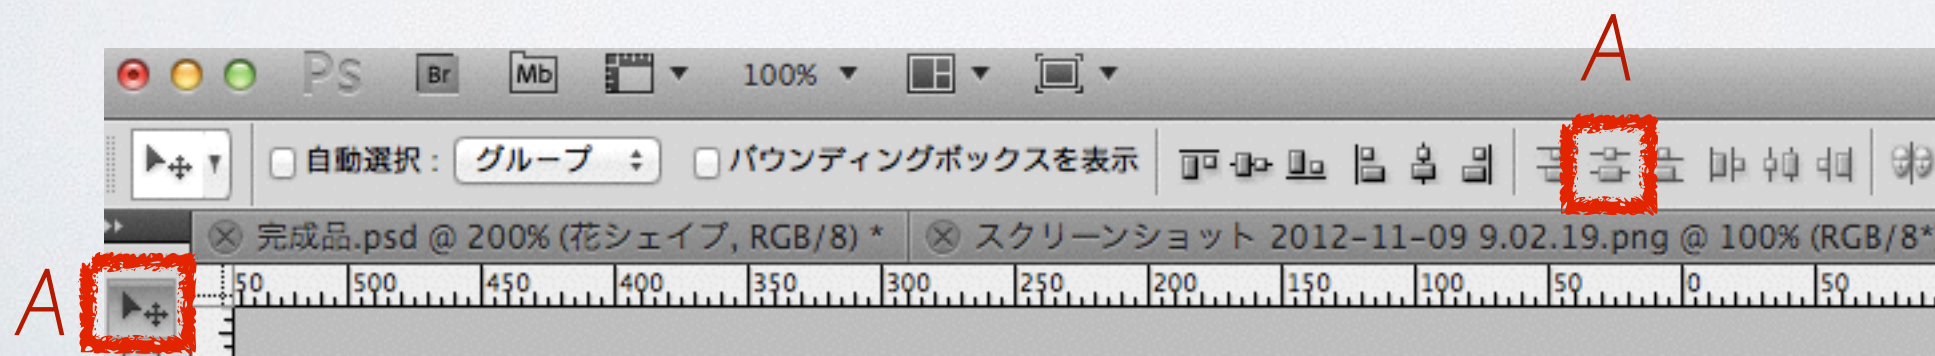 A
Ps Br Mb 100%
自動選択 : グループ バウンディングボックスを表示
完成品.psd @ 200% (花シェイプ, RGB/8) * スクリーンショット 2012-11-09 9.02.19.png @ 100% (RGB/8*
A
50 500 450 400 350 300 250 200 150 100 50 0 50